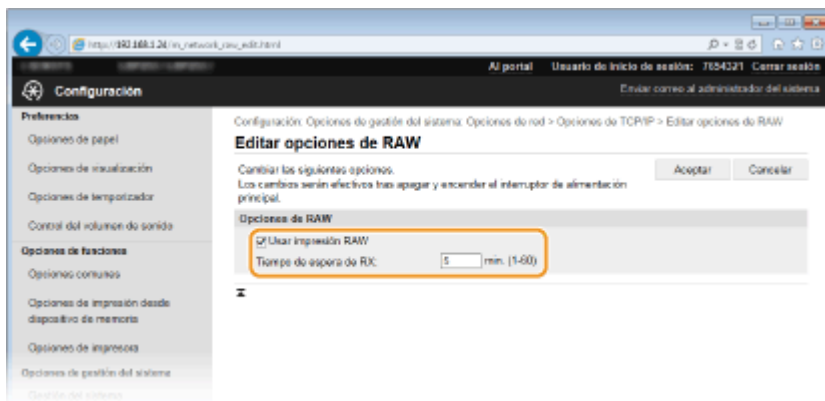 http://192.168.1.24/m_network_raw_edit.html
Al portal Usuario de inicio de sesión: 7654321 Cerrar sesión
Configuración
Enviar correo al administrador del sistema
Preferencias
Opciones de papel
Opciones de visualización
Opciones de temporizador
Control del volumen de sonido
Opciones de funciones
Opciones comunes
Opciones de impresión desde
dispositivo de memoria
Opciones de impresora
Opciones de gestión del sistema
Gestión del sistema
Configuración: Opciones de gestión del sistema: Opciones de red > Opciones de TCP/IP > Editar opciones de RAW
Editar opciones de RAW
Cambiar las siguientes opciones.
Los cambios serán efectivos tras apagar y encender el interruptor de alimentación
principal.
Aceptar Cancelar
Opciones de RAW
Usar impresión RAW
Tiempo de espera de RX: 5 min. (1-60)